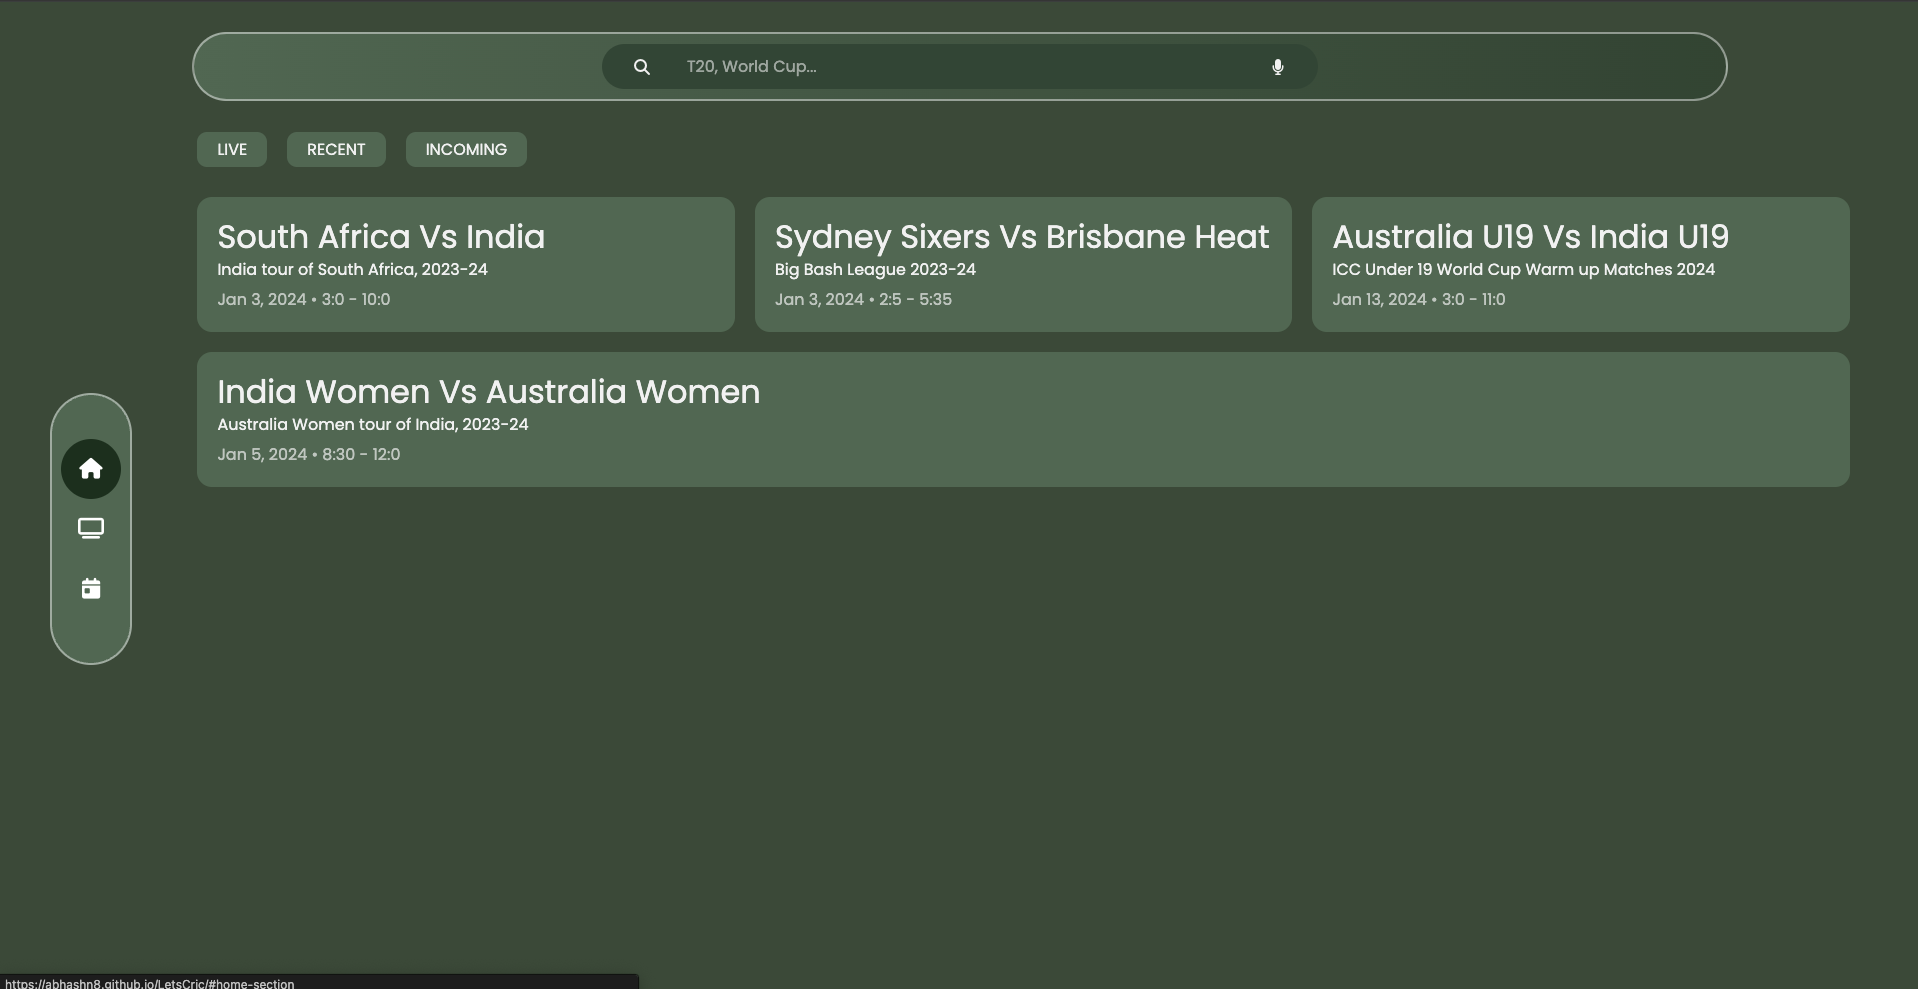 T20, World Cup...
LIVE
RECENT
INCOMING
South Africa Vs India
India tour of South Africa, 2023-24
Jan 3, 2024 • 3:0 - 10:0
Sydney Sixers Vs Brisbane Heat
Big Bash League 2023-24
Jan 3, 2024 • 2:5 - 5:35
Australia U19 Vs India U19
ICC Under 19 World Cup Warm up Matches 2024
Jan 13, 2024 • 3:0 - 11:0
India Women Vs Australia Women
Australia Women tour of India, 2023-24
Jan 5, 2024 • 8:30 - 12:0
https://abhashn8.github.io/LetsCric/#home-section